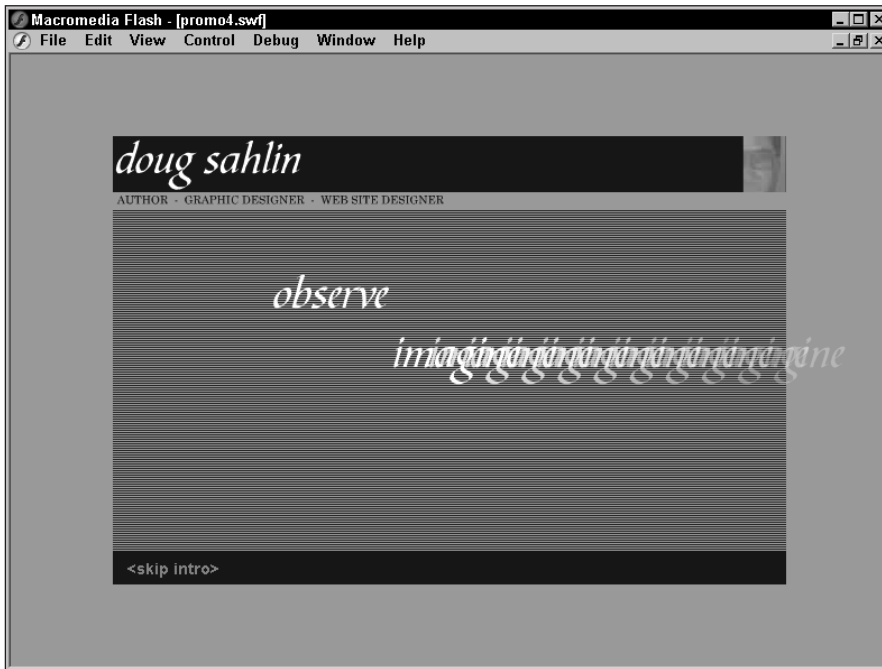 Macromedia Flash - [promo4.swf]
File Edit View Control Debug Window Help
doug sahlin
AUTHOR - GRAPHIC DESIGNER - WEB SITE DESIGNER
observe
imagine
<skip intro>